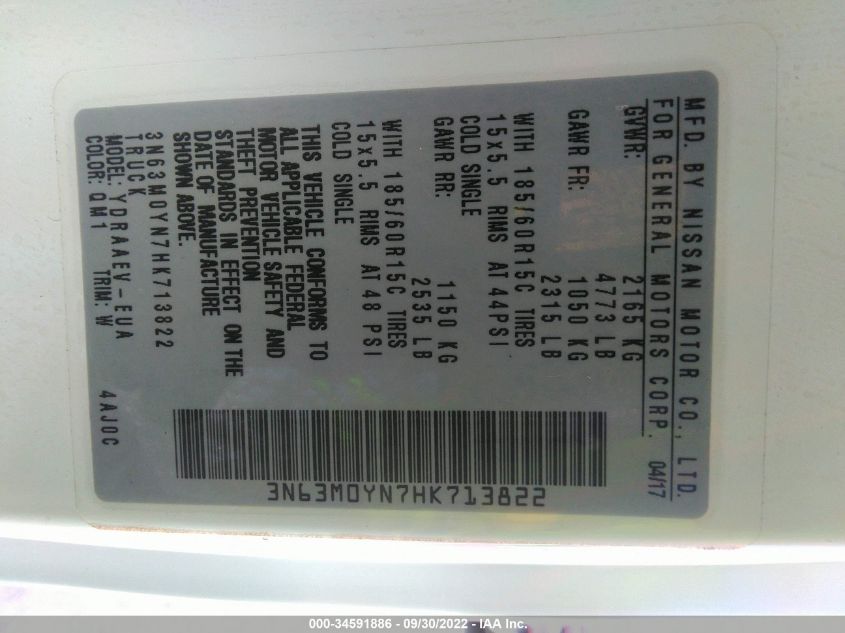 MFD. BY NISSAN MOTOR CO., LTD.
FOR GENERAL MOTORS CORP. 04/17
GVWR: 2165 KG
4773 LB
GAWR FR: 1050 KG
2315 LB
WITH 185/60R15C TIRES
15x5.5 RIMS AT 44PSI
COLD SINGLE
GAWR RR: 1150 KG
2535 LB
WITH 185/60R15C TIRES
15x5.5 RIMS AT 48 PSI
COLD SINGLE
THIS VEHICLE CONFORMS TO
ALL APPLICABLE FEDERAL
MOTOR VEHICLE SAFETY AND
THEFT PREVENTION
STANDARDS IN EFFECT ON THE
DATE OF MANUFACTURE
SHOWN ABOVE.
3N63M0YN7HK713822
TRUCK
MODEL: YDRAAEV-EUA
COLOR: QM1 TRIM: W 4AJ0C
3N63M0YN7HK713822
000-34591886 - 09/30/2022 - IAA Inc.